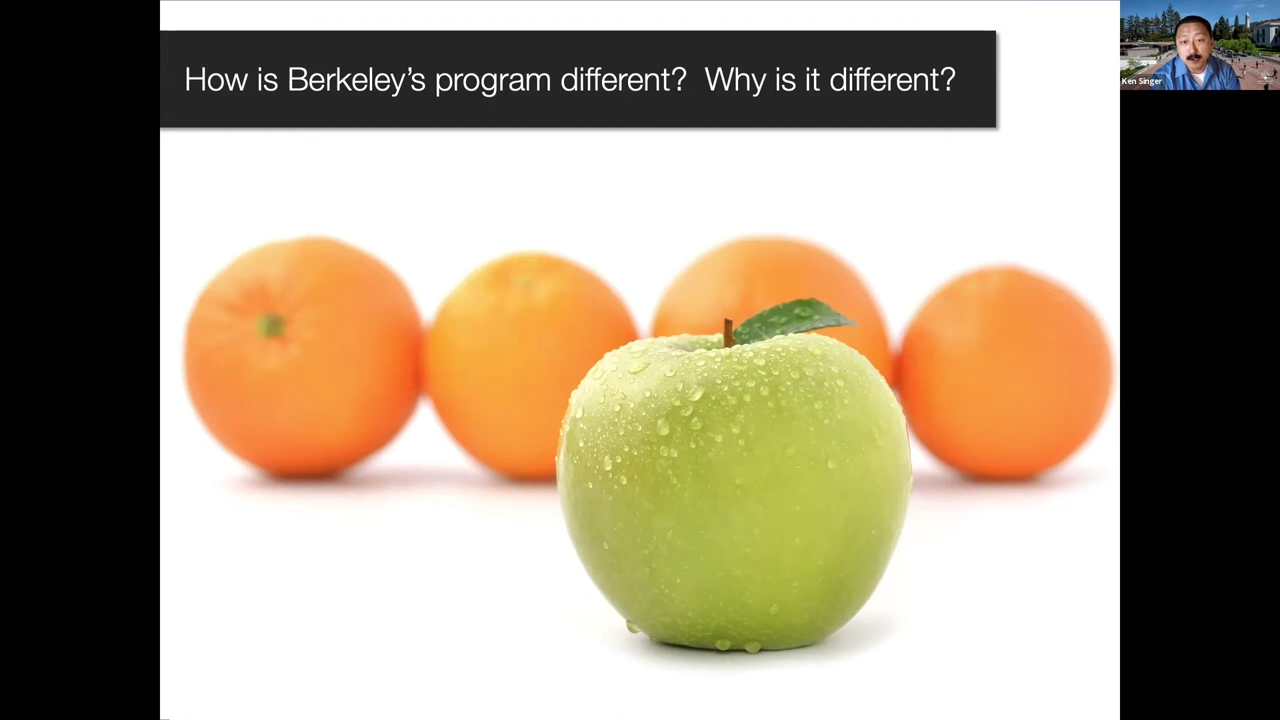 How is Berkeley's program different?  Why is it different?
Ken Singer